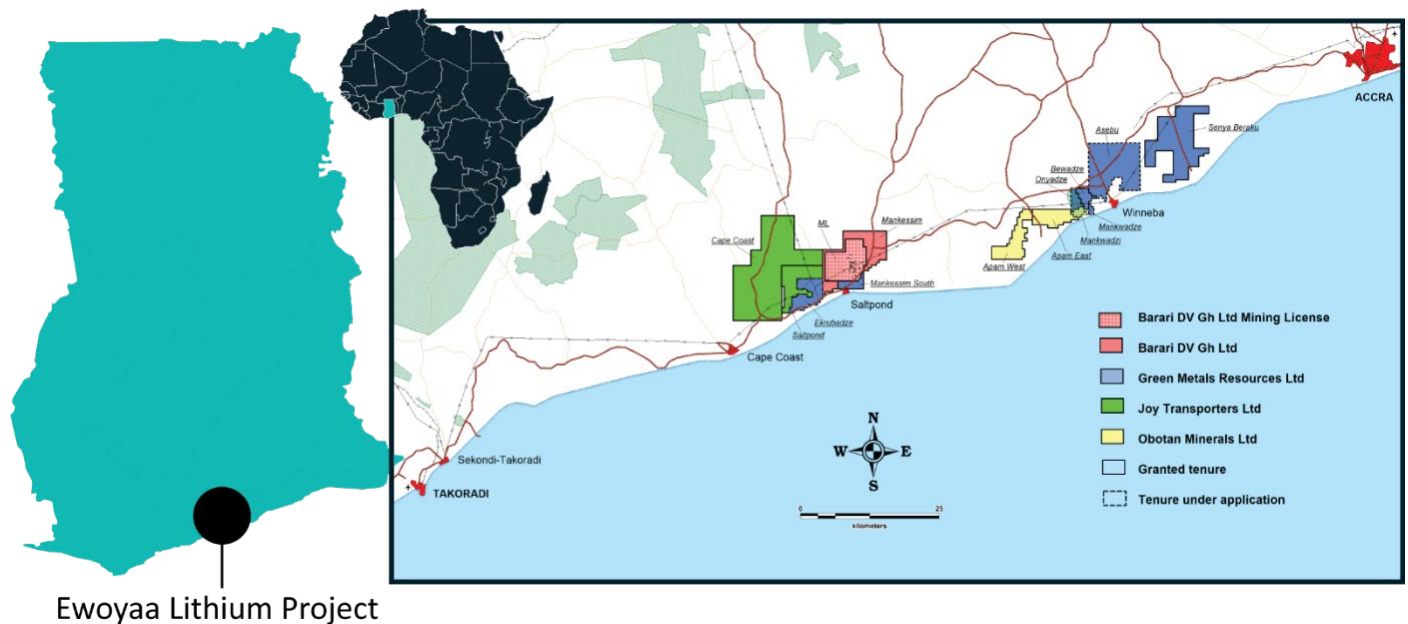 ACCRA
Senya Beraku
Asebu
Bewadze
Onyadze
Winneba
Mankwadze
Mankwadzi
Apam East
Apam West
ML
Mankessim
Cape Coast
Mankessim South
Saltpond
Ekrubadze
Saltpond
Cape Coast
Sekondi-Takoradi
TAKORADI
N
W E
S
0 25
kilometers
Barari DV Gh Ltd Mining License
Barari DV Gh Ltd
Green Metals Resources Ltd
Joy Transporters Ltd
Obotan Minerals Ltd
Granted tenure
Tenure under application
Ewoyaa Lithium Project